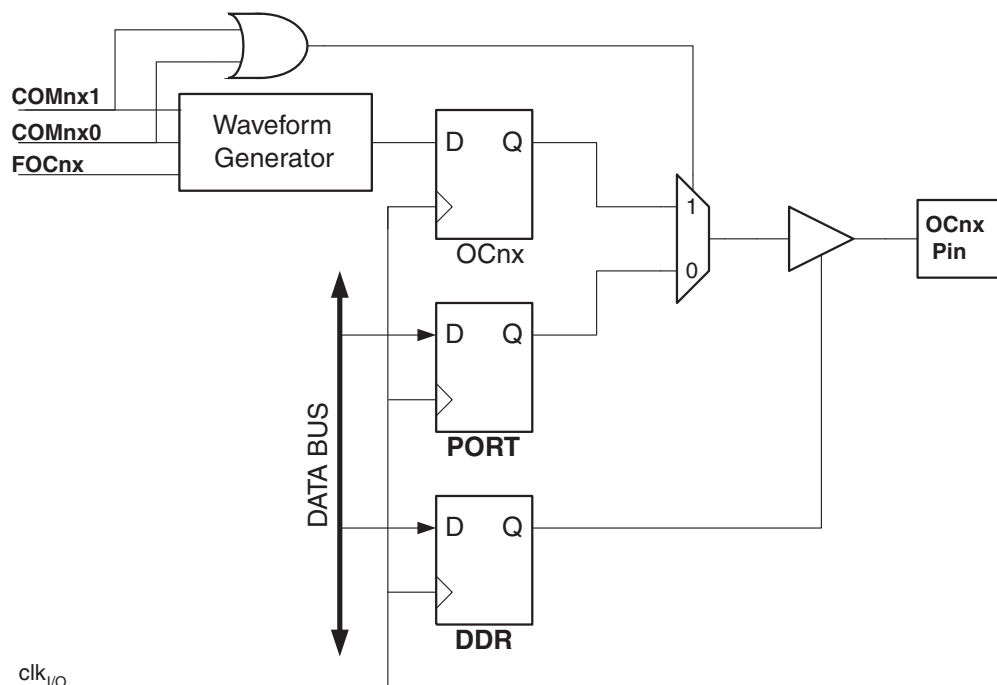 COMnx1
COMnx0
FOCnx
Waveform
Generator
D Q
OCnx
1
0
OCnx
Pin
D Q
PORT
DATA BUS
D Q
DDR
clkI/O